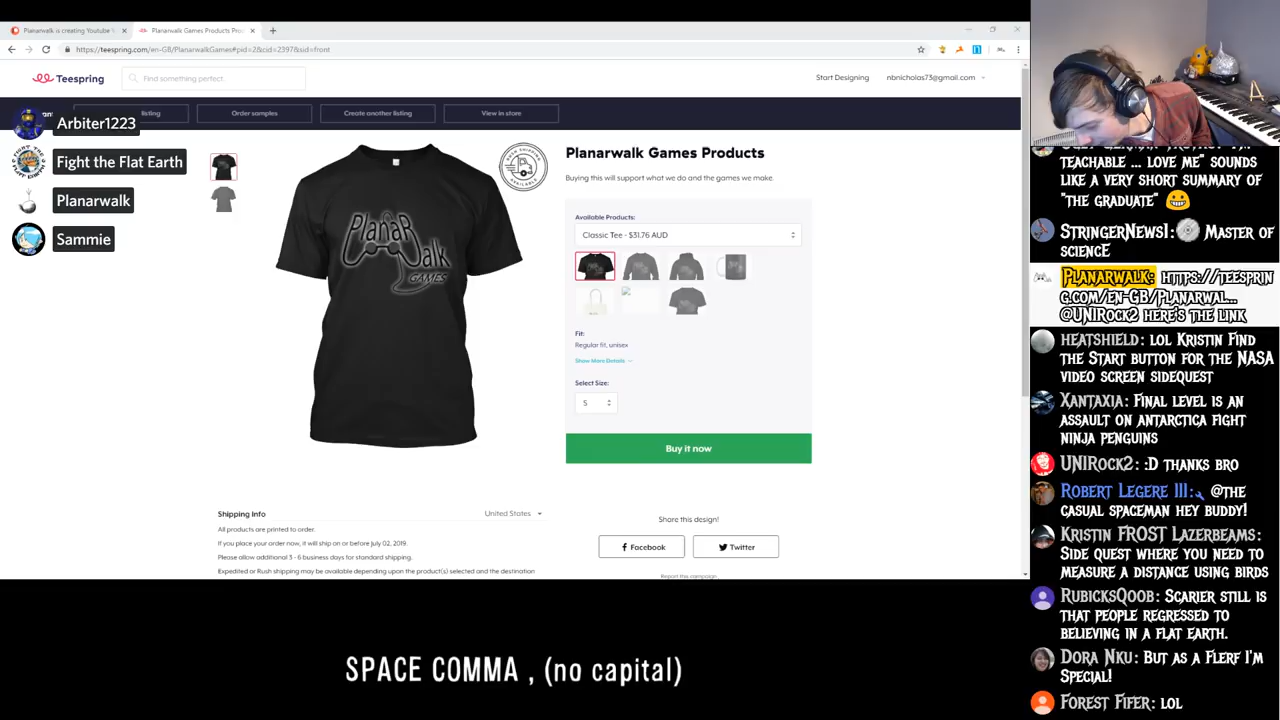 Planarwalk is creating Youtube
Planarwalk Games Products Pro
https://teespring.com/en-GB/PlanarwalkGames#pid=2&cid=2397&sid=front
Teespring
Find something perfect..
Start Designing
nbnicholas73@gmail.com
listing
Order samples
Create another listing
View in store
Arbiter1223
Fight the Flat Earth
Planarwalk
Sammie
Planar
Walk
GAMES
AVAILABLE
Planarwalk Games Products
Buying this will support what we do and the games we make.
Available Products:
Classic Tee - $31.76 AUD
Fit:
Regular fit, unisex
Show More Details
Select Size:
S
Buy it now
Shipping Info
United States
All products are printed to order.
If you place your order now, it will ship on or before July 02, 2019.
Please allow additional 3 - 6 business days for standard shipping.
Expedited or Rush shipping may be available depending upon the product(s) selected and the destination
Share this design!
Facebook
Twitter
Report this campaign
SPACE COMMA , (no capital)
teachable ... love me" sounds
like a very short summary of
"The Graduate" 😀
StringerNews1: Master of
sciencE
Planarwalk: https://teesprin
g.com/en-GB/Planarwal...
@UNIRock2 here's the link
heatshield: lol Kristin Find
the Start button for the NASA
video screen sidequest
Xantaxia: Final level is an
assault on antarctica fight
ninja penguins
UNIRock2: :D thanks bro
Robert Legere III: @The
Casual Spaceman hey buddy!
Kristin FROST Lazerbeams:
Side quest where you need to
measure a distance using birds
RubicksQoob: Scarier still is
that people regressed to
believing in a flat earth.
Dora Nku: But as a Flerf I'm
Special!
Forest Fifer: lol